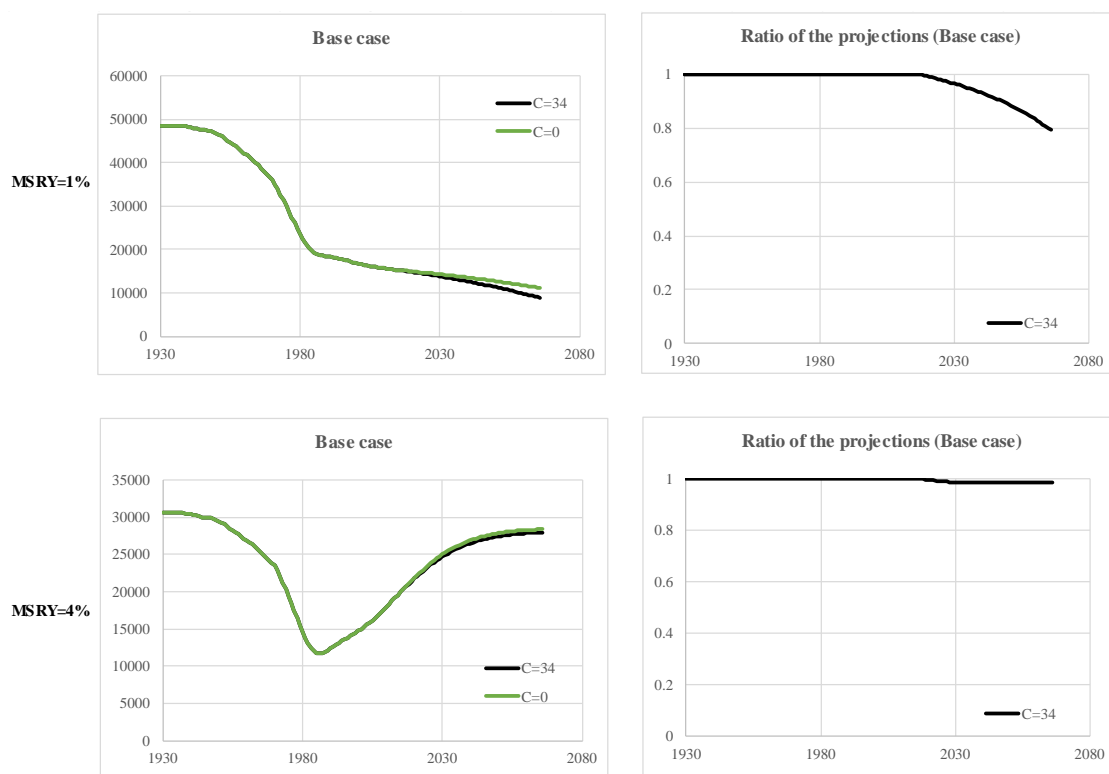 Base case
60000
50000
40000
30000
20000
10000
0
1930 1980 2030 2080
C=34
C=0
Ratio of the projections (Base case)
1
0.8
0.6
0.4
0.2
0
1930 1980 2030 2080
C=34
MSRY=1%
Base case
35000
30000
25000
20000
15000
10000
5000
0
1930 1980 2030 2080
C=34
C=0
Ratio of the projections (Base case)
1
0.8
0.6
0.4
0.2
0
1930 1980 2030 2080
C=34
MSRY=4%